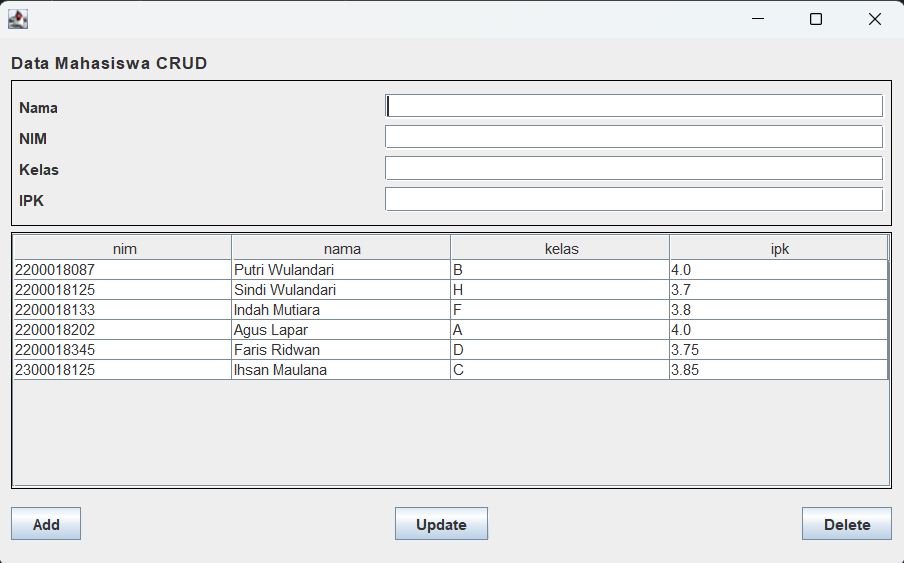 Data Mahasiswa CRUD
Nama
NIM
Kelas
IPK
nim nama kelas ipk
2200018087 Putri Wulandari B 4.0
2200018125 Sindi Wulandari H 3.7
2200018133 Indah Mutiara F 3.8
2200018202 Agus Lapar A 4.0
2200018345 Faris Ridwan D 3.75
2300018125 Ihsan Maulana C 3.85
Add Update Delete